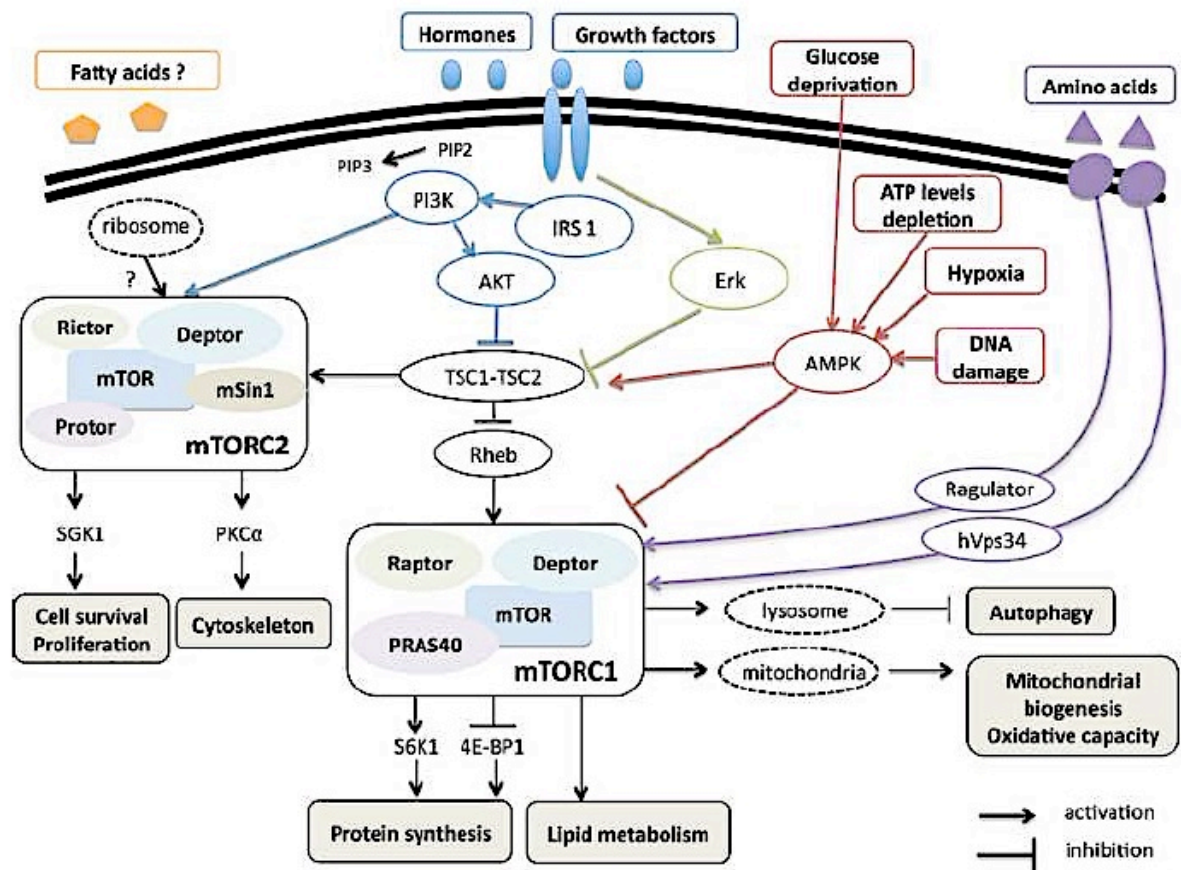 Hormones
Growth factors
Fatty acids ?
Glucose
deprivation
Amino acids
PIP3
PIP2
PI3K
IRS 1
ATP levels
depletion
ribosome
?
AKT
Erk
Hypoxia
Rictor
Deptor
mTOR
mSin1
Protor
mTORC2
TSC1-TSC2
AMPK
DNA
damage
Rheb
Ragulator
hVps34
SGK1
PKCα
Raptor
Deptor
mTOR
PRAS40
mTORC1
Cell survival
Proliferation
Cytoskeleton
lysosome
Autophagy
mitochondria
Mitochondrial
biogenesis
Oxidative capacity
S6K1
4E-BP1
Protein synthesis
Lipid metabolism
activation
inhibition